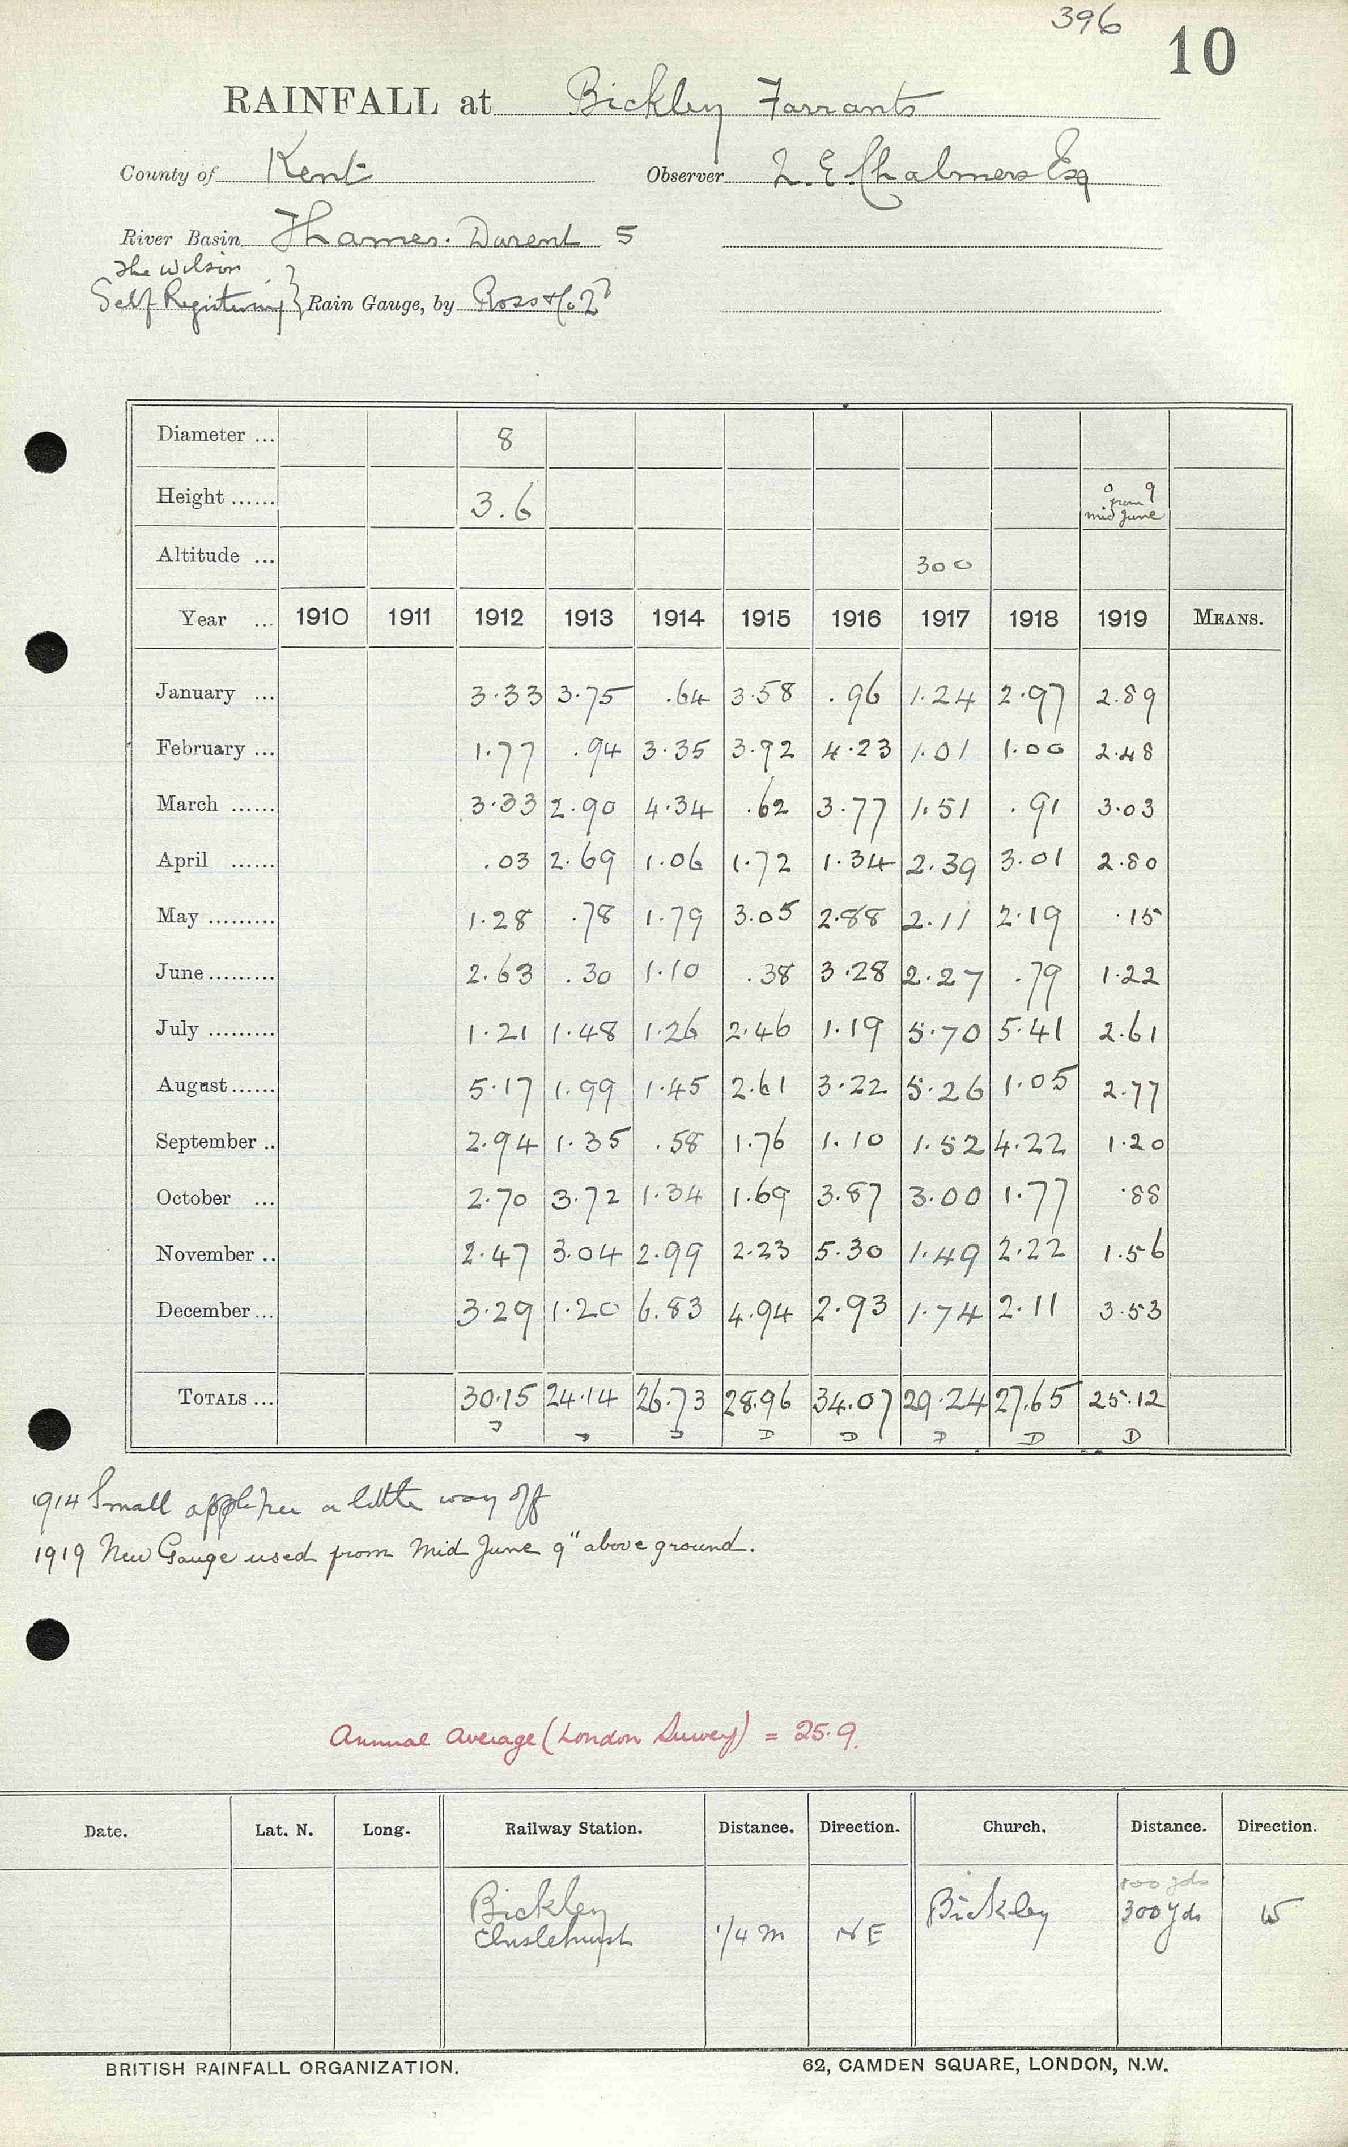 396
10
RAINFALL at Bickley Farrants
County of Kent Observer L. E. Chalmers Esq
River Basin Thames. Darent 5
The Wilson
Self Registering } Rain Gauge, by Ross & Co
Diameter ... 8
Height ...... 3.6 0 9 from mid June
Altitude ... 300
Year ... 1910 1911 1912 1913 1914 1915 1916 1917 1918 1919 MEANS.
January ... 3.33 3.75 .64 3.58 .96 1.24 2.97 2.89
February ... 1.77 .94 3.35 3.92 4.23 1.01 1.00 2.48
March ...... 3.33 2.90 4.34 .62 3.77 1.51 .91 3.03
April ...... .03 2.69 1.06 1.72 1.34 2.39 3.01 2.80
May ......... 1.28 .78 1.79 3.05 2.88 2.11 2.19 .15
June ......... 2.63 .30 1.10 .38 3.28 2.27 .79 1.22
July ......... 1.21 1.48 1.26 2.46 1.19 5.70 5.41 2.61
August ...... 5.17 1.99 1.45 2.61 3.22 5.26 1.05 2.77
September .. 2.94 1.35 .58 1.76 1.10 1.52 4.22 1.20
October ... 2.70 3.72 1.34 1.69 3.87 3.00 1.77 .88
November .. 2.47 3.04 2.99 2.23 5.30 1.49 2.22 1.56
December ... 3.29 1.20 6.83 4.94 2.93 1.74 2.11 3.53
TOTALS ... 30.15 24.14 26.73 28.96 34.07 29.24 27.65 25.12
D D D D D D D D
1914 Small apple tree a little way off
1919 New Gauge used from Mid June 9" above ground.
Annual Average (London Survey) = 25.9.
Date. Lat. N. Long. Railway Station. Distance. Direction. Church. Distance. Direction.
Bickley Bickley 300 yds W
Chislehurst 1/4 m NE
BRITISH RAINFALL ORGANIZATION. 62, CAMDEN SQUARE, LONDON, N.W.